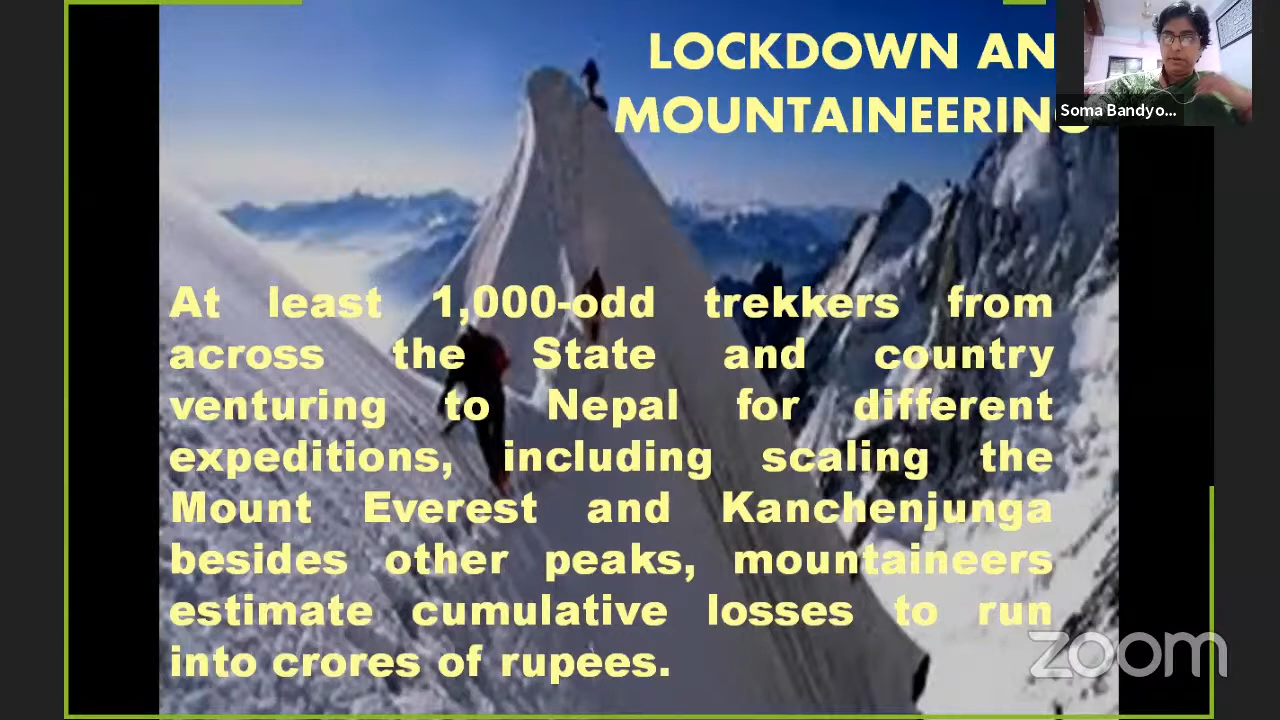 LOCKDOWN AN
MOUNTAINEERING
Soma Bandyo...
At least 1,000-odd trekkers from
across the State and country
venturing to Nepal for different
expeditions, including scaling the
Mount Everest and Kanchenjunga
besides other peaks, mountaineers
estimate cumulative losses to run
into crores of rupees.
zoom